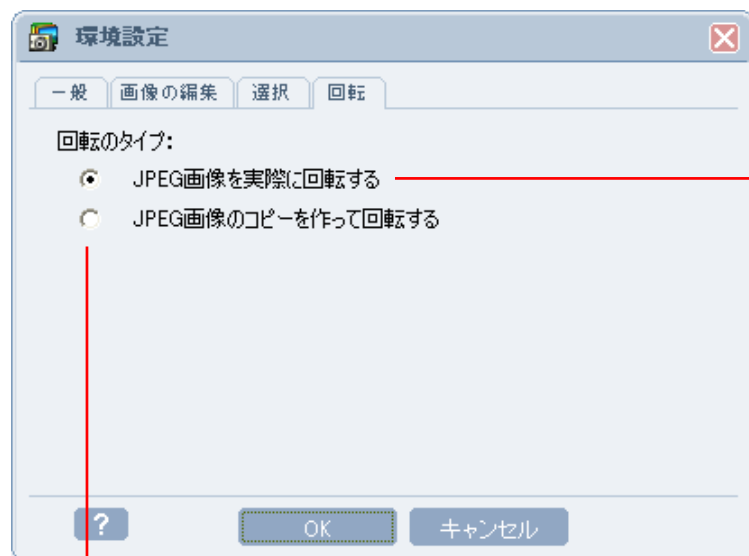 環境設定
一般 画像の編集 選択 回転
回転のタイプ:
JPEG画像を実際に回転する
JPEG画像のコピーを作って回転する
? OK キャンセル